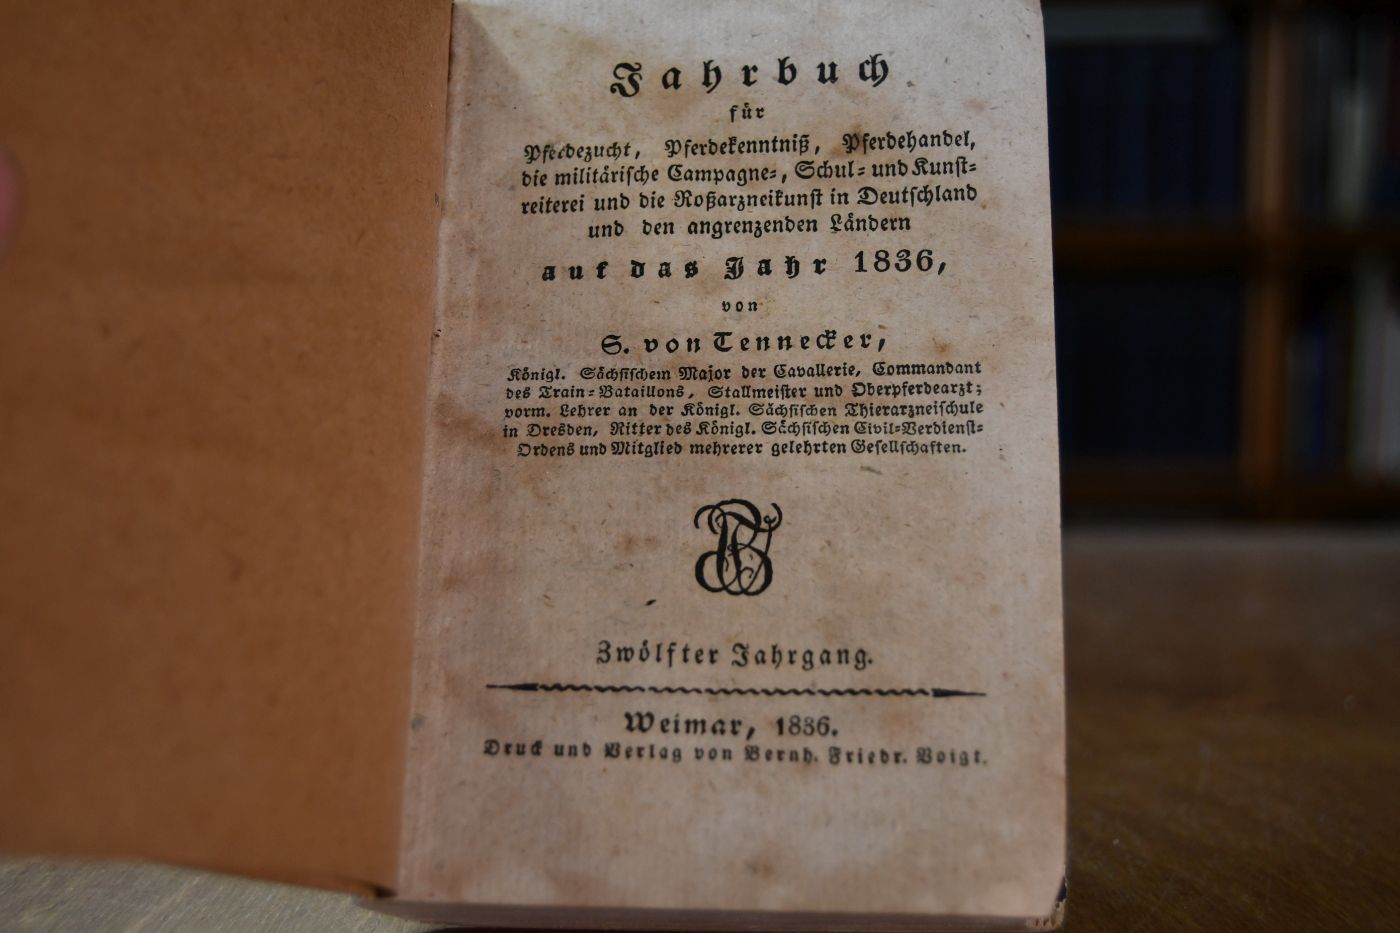 Jahrbuch
für
Pferdezucht, Pferdekenntniß, Pferdehandel,
die militärische Campagne-, Schul- und Kunst-
reiterei und die Roßarzneikunst in Deutschland
und den angrenzenden Ländern
auf das Jahr 1836,
von
S. von Tennecker,
Königl. Sächsischem Major der Cavallerie, Commandant
des Train-Bataillons, Stallmeister und Oberpferdearzt;
vorm. Lehrer an der Königl. Sächsischen Thierarzneischule
in Dresden, Ritter des Königl. Sächsischen Civil-Verdienst-
Ordens und Mitglied mehrerer gelehrten Gesellschaften.
Zwölfter Jahrgang.
Weimar, 1836.
Druck und Verlag von Bernh. Friedr. Voigt.